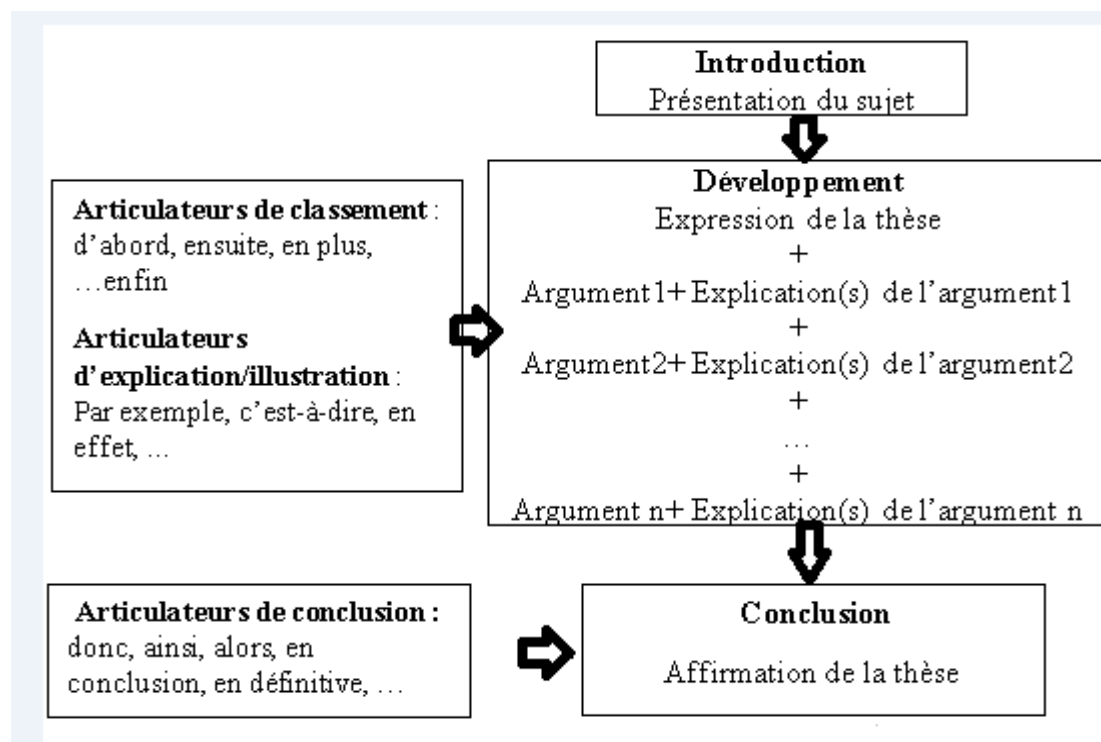 Introduction
Présentation du sujet
Articulateurs de classement :
d'abord, ensuite, en plus,
…enfin
Articulateurs
d'explication/illustration :
Par exemple, c'est-à-dire, en
effet, …
Développement
Expression de la thèse
+
Argument1+ Explication(s) de l'argument1
+
Argument2+ Explication(s) de l'argument2
+
…
+
Argument n+ Explication(s) de l'argument n
Articulateurs de conclusion :
donc, ainsi, alors, en
conclusion, en définitive, …
Conclusion
Affirmation de la thèse